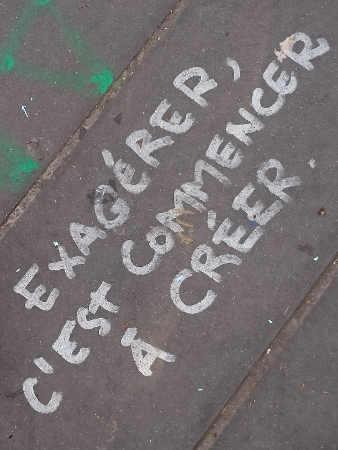 EXAGÉRER,
C'EST COMMENCER
À CRÉER